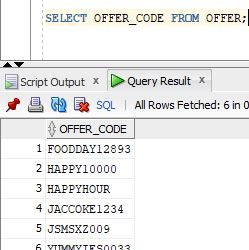 SELECT OFFER_CODE FROM OFFER;
Script Output × Query Result ×
SQL | All Rows Fetched: 6 in 0
OFFER_CODE
1 FOODDAY12893
2 HAPPY10000
3 HAPPYHOUR
4 JACCOKE1234
5 JSMSXZ009
YUMMYIES0033